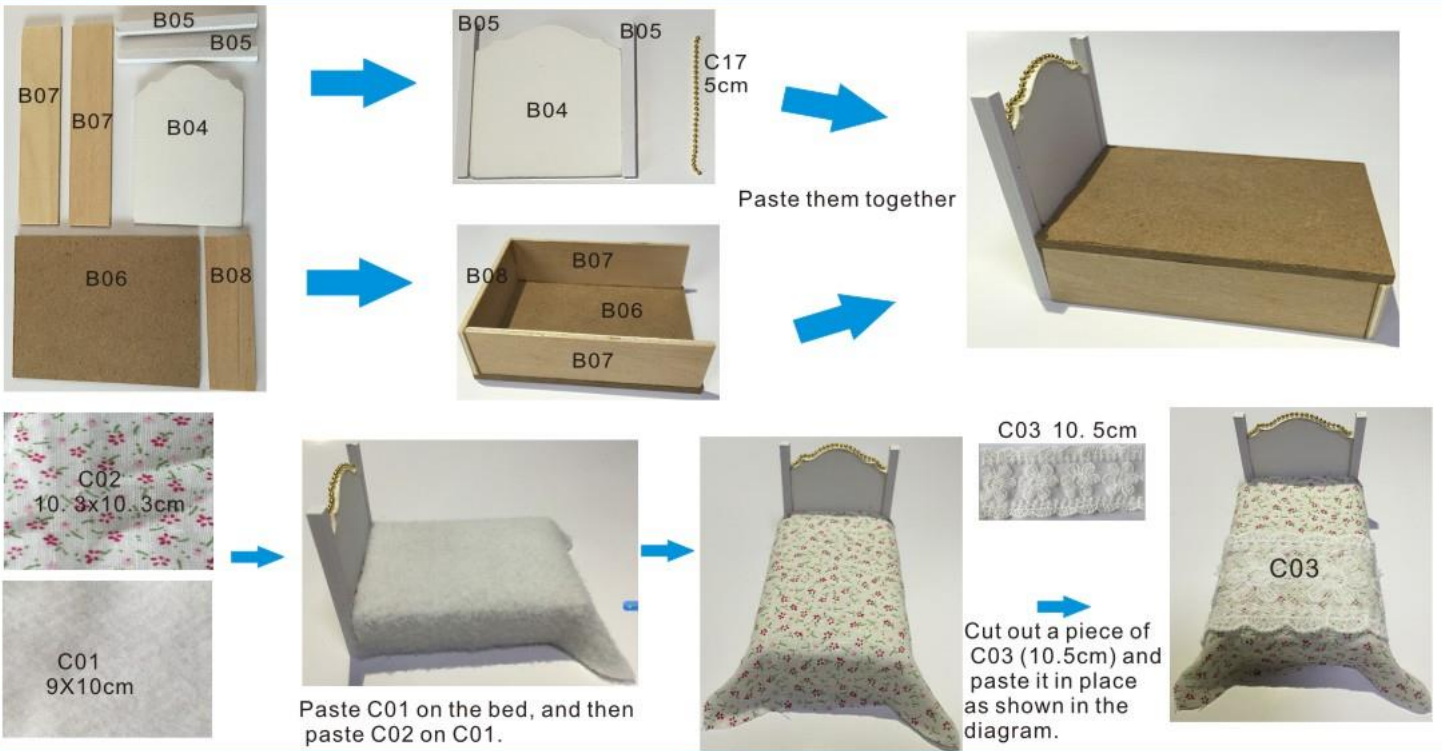 B05
B05
B07
B07
B04
B06
B08
B05
B05
B04
C17
5cm
B08
B07
B06
B07
Paste them together
C02
10. 3x10. 3cm
C01
9X10cm
Paste C01 on the bed, and then
paste C02 on C01.
C03 10. 5cm
Cut out a piece of
C03 (10.5cm) and
paste it in place
as shown in the
diagram.
C03